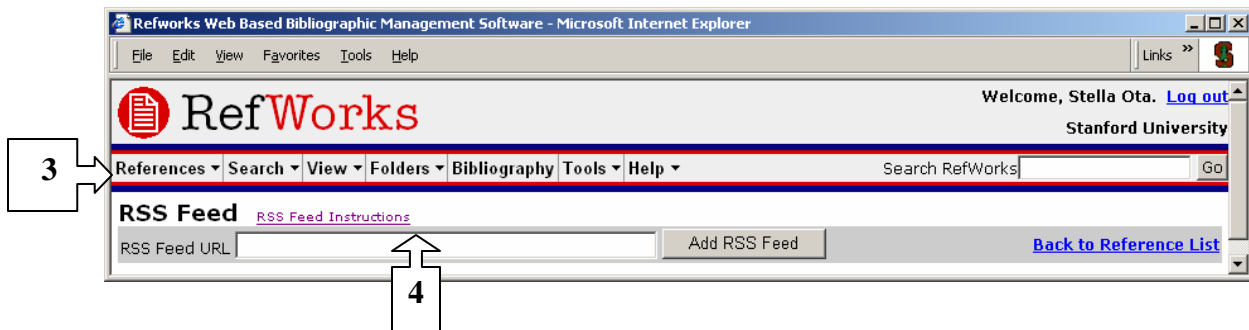 Refworks Web Based Bibliographic Management Software - Microsoft Internet Explorer
File Edit View Favorites Tools Help Links »
RefWorks
Welcome, Stella Ota. Log out
Stanford University
3
References Search View Folders Bibliography Tools Help Search RefWorks Go
RSS Feed RSS Feed Instructions
RSS Feed URL Add RSS Feed Back to Reference List
4